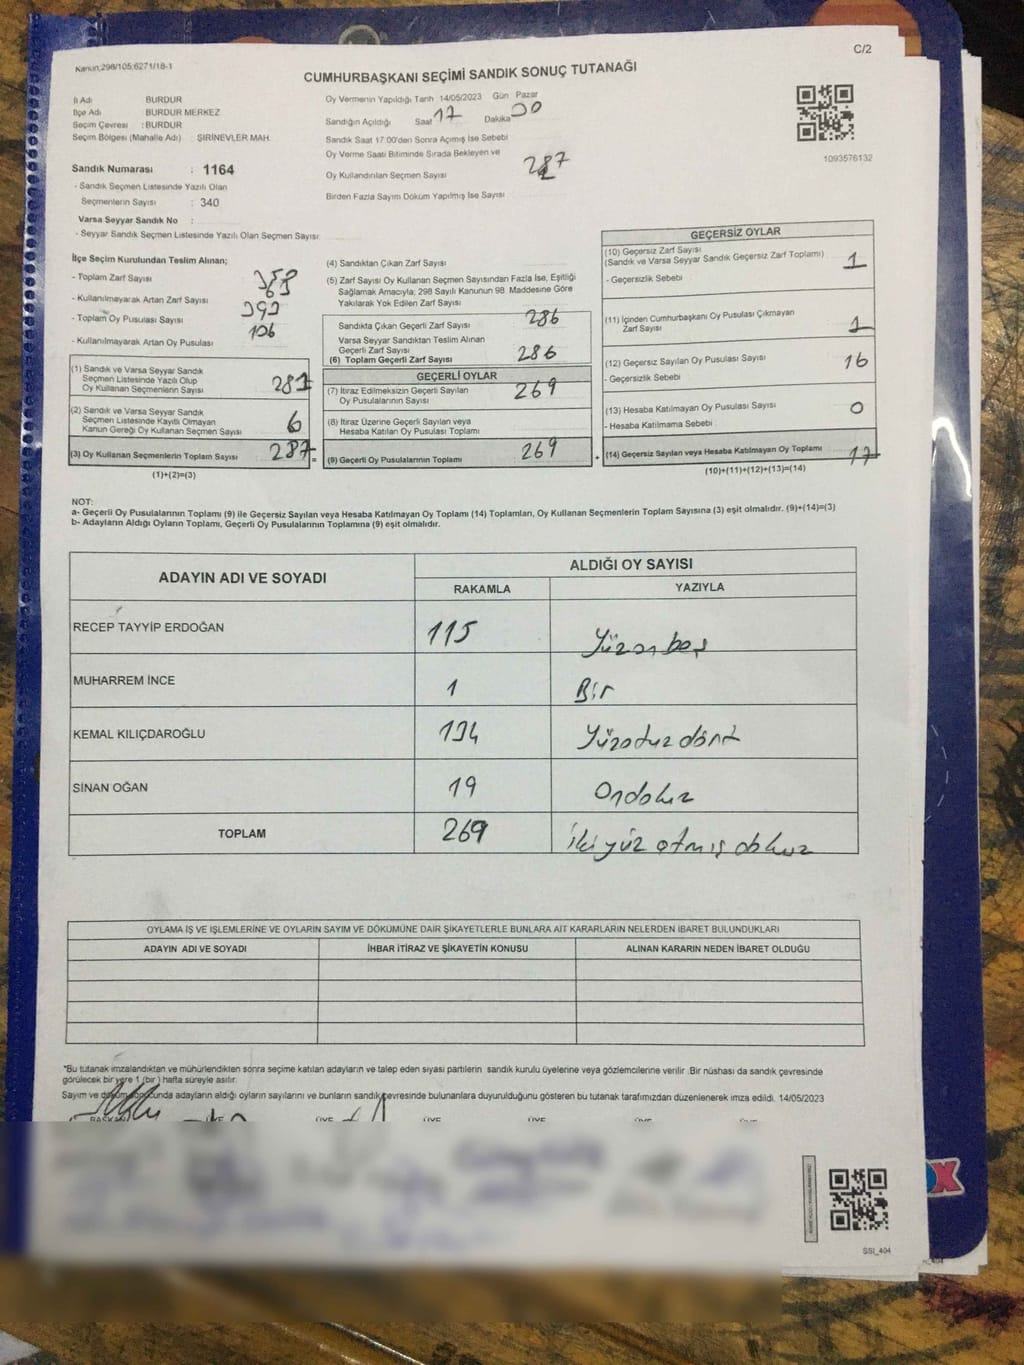 C/2
Kanun;298/105;6271/18-1
CUMHURBAŞKANI SEÇİMİ SANDIK SONUÇ TUTANAĞI
İl Adı BURDUR
İlçe Adı BURDUR MERKEZ
Seçim Çevresi : BURDUR
Seçim Bölgesi (Mahalle Adı) : ŞİRİNEVLER MAH.
Sandık Numarası : 1164
- Sandık Seçmen Listesinde Yazılı Olan
Seçmenlerin Sayısı : 340
Varsa Seyyar Sandık No :
- Seyyar Sandık Seçmen Listesinde Yazılı Olan Seçmen Sayısı:
Oy Vermenin Yapıldığı Tarih 14/05/2023 Gün Pazar
Sandığın Açıldığı Saat 17 Dakika 00
Sandık Saat 17:00'den Sonra Açımış İse Sebebi
Oy Verme Saati Bitiminde Sırada Bekleyen ve
Oy Kullandırılan Seçmen Sayısı 287
Birden Fazla Sayım Döküm Yapılmış İse Sayısı
1093576132
İlçe Seçim Kurulundan Teslim Alınan;
- Toplam Zarf Sayısı
- Kullanılmayarak Artan Zarf Sayısı
- Toplam Oy Pusulası Sayısı 393
- Kullanılmayarak Artan Oy Pusulası 106
(1) Sandık ve Varsa Seyyar Sandık
Seçmen Listesinde Yazılı Olup
Oy Kullanan Seçmenlerin Sayısı 281
(2) Sandık ve Varsa Seyyar Sandık
Seçmen Listesinde Kayıtlı Olmayan
Kanun Gereği Oy Kullanan Seçmen Sayısı 6
(3) Oy Kullanan Seçmenlerin Toplam Sayısı : 287 =
(1)+(2)=(3)
(4) Sandıktan Çıkan Zarf Sayısı
(5) Zarf Sayısı Oy Kullanan Seçmen Sayısından Fazla İse, Eşitliği
Sağlamak Amacıyla; 298 Sayılı Kanunun 98. Maddesine Göre
Yakılarak Yok Edilen Zarf Sayısı
Sandıkta Çıkan Geçerli Zarf Sayısı 286
Varsa Seyyar Sandıktan Teslim Alınan
Geçerli Zarf Sayısı
(6) Toplam Geçerli Zarf Sayısı 286
GEÇERLİ OYLAR
(7) İtiraz Edilmeksizin Geçerli Sayılan
Oy Pusulalarının Sayısı 269
(8) İtiraz Üzerine Geçerli Sayılan veya
Hesaba Katılan Oy Pusulası Toplamı
(9) Geçerli Oy Pusulalarının Toplamı 269 +
GEÇERSİZ OYLAR
(10) Geçersiz Zarf Sayısı
(Sandık ve Varsa Seyyar Sandık Geçersiz Zarf Toplamı) 1
- Geçersizlik Sebebi
(11) İçinden Cumhurbaşkanı Oy Pusulası Çıkmayan
Zarf Sayısı 1
(12) Geçersiz Sayılan Oy Pusulası Sayısı 16
- Geçersizlik Sebebi
(13) Hesaba Katılmayan Oy Pusulası Sayısı 0
- Hesaba Katılmama Sebebi
(14) Geçersiz Sayılan veya Hesaba Katılmayan Oy Toplamı 17
(10)+(11)+(12)+(13)=(14)
NOT:
a- Geçerli Oy Pusulalarının Toplamı (9) ile Geçersiz Sayılan veya Hesaba Katılmayan Oy Toplamı (14) Toplamları, Oy Kullanan Seçmenlerin Toplam Sayısına (3) eşit olmalıdır. (9)+(14)=(3)
b- Adayların Aldığı Oyların Toplamı, Geçerli Oy Pusulalarının Toplamına (9) eşit olmalıdır.
ADAYIN ADI VE SOYADI ALDIĞI OY SAYISI
RAKAMLA YAZIYLA
RECEP TAYYİP ERDOĞAN 115 Yüzonbeş
MUHARREM İNCE 1 Bir
KEMAL KILIÇDAROĞLU 134 Yüzotuzdört
SİNAN OĞAN 19 Ondokuz
TOPLAM 269 İkiyüz atmış dokuz
OYLAMA İŞ VE İŞLEMLERİNE VE OYLARIN SAYIM VE DÖKÜMÜNE DAİR ŞİKAYETLERLE BUNLARA AİT KARARLARIN NELERDEN İBARET BULUNDUKLARI
ADAYIN ADI VE SOYADI İHBAR İTİRAZ VE ŞİKAYETİN KONUSU ALINAN KARARIN NEDEN İBARET OLDUĞU
*Bu tutanak imzalandıktan ve mühürlendikten sonra seçime katılan adayların ve talep eden siyasi partilerin sandık kurulu üyelerine veya gözlemcilerine verilir .Bir nüshası da sandık çevresinde
görülecek bir yere 1 (bir ) hafta süreyle asılır.
Sayım ve döküm sonucunda adayların aldığı oyların sayılarını ve bunların sandık çevresinde bulunanlara duyurulduğunu gösteren bu tutanak tarafımızdan düzenlenerek imza edildi. 14/05/2023
BAŞKAN ÜYE ÜYE ÜYE ÜYE ÜYE ÜYE
SSI_404